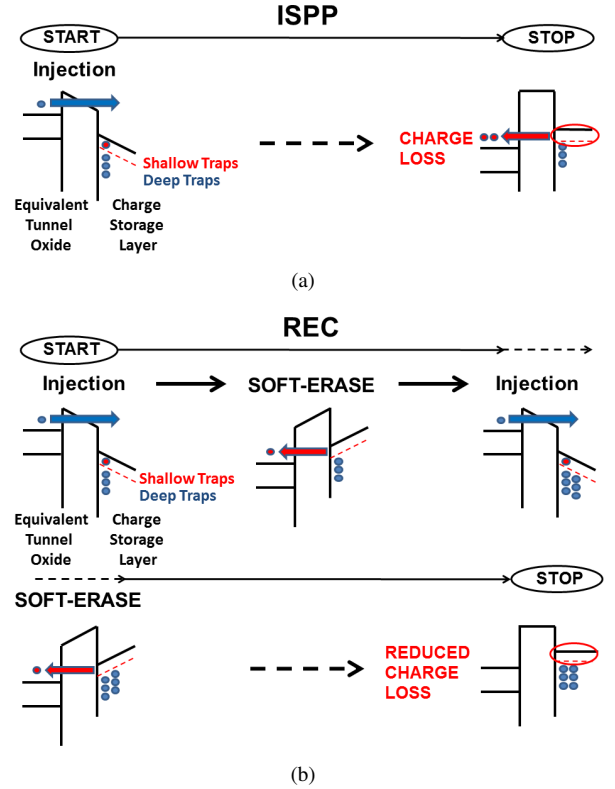 ISPP
START
STOP
Injection
CHARGE
LOSS
Shallow Traps
Deep Traps
Equivalent
Tunnel
Oxide
Charge
Storage
Layer
(a)
REC
START
Injection
SOFT-ERASE
Injection
Shallow Traps
Deep Traps
Equivalent
Tunnel
Oxide
Charge
Storage
Layer
STOP
SOFT-ERASE
REDUCED
CHARGE
LOSS
(b)